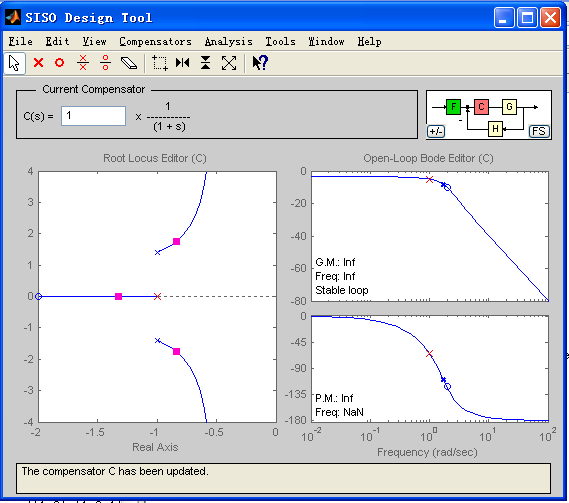 SISO Design Tool
File Edit View Compensators Analysis Tools Window Help
Current Compensator
C(s) = 1 x 1
-----------
(1 + s)
F C G
- H
+/- FS
Root Locus Editor (C)
4
3
2
1
0
-1
-2
-3
-4
-2 -1.5 -1 -0.5 0
Real Axis
Open-Loop Bode Editor (C)
0
-20
-40
-60
-80
G.M.: Inf
Freq: Inf
Stable loop
0
-45
-90
-135
-180
P.M.: Inf
Freq: NaN
10^-2 10^-1 10^0 10^1 10^2
Frequency (rad/sec)
The compensator C has been updated.